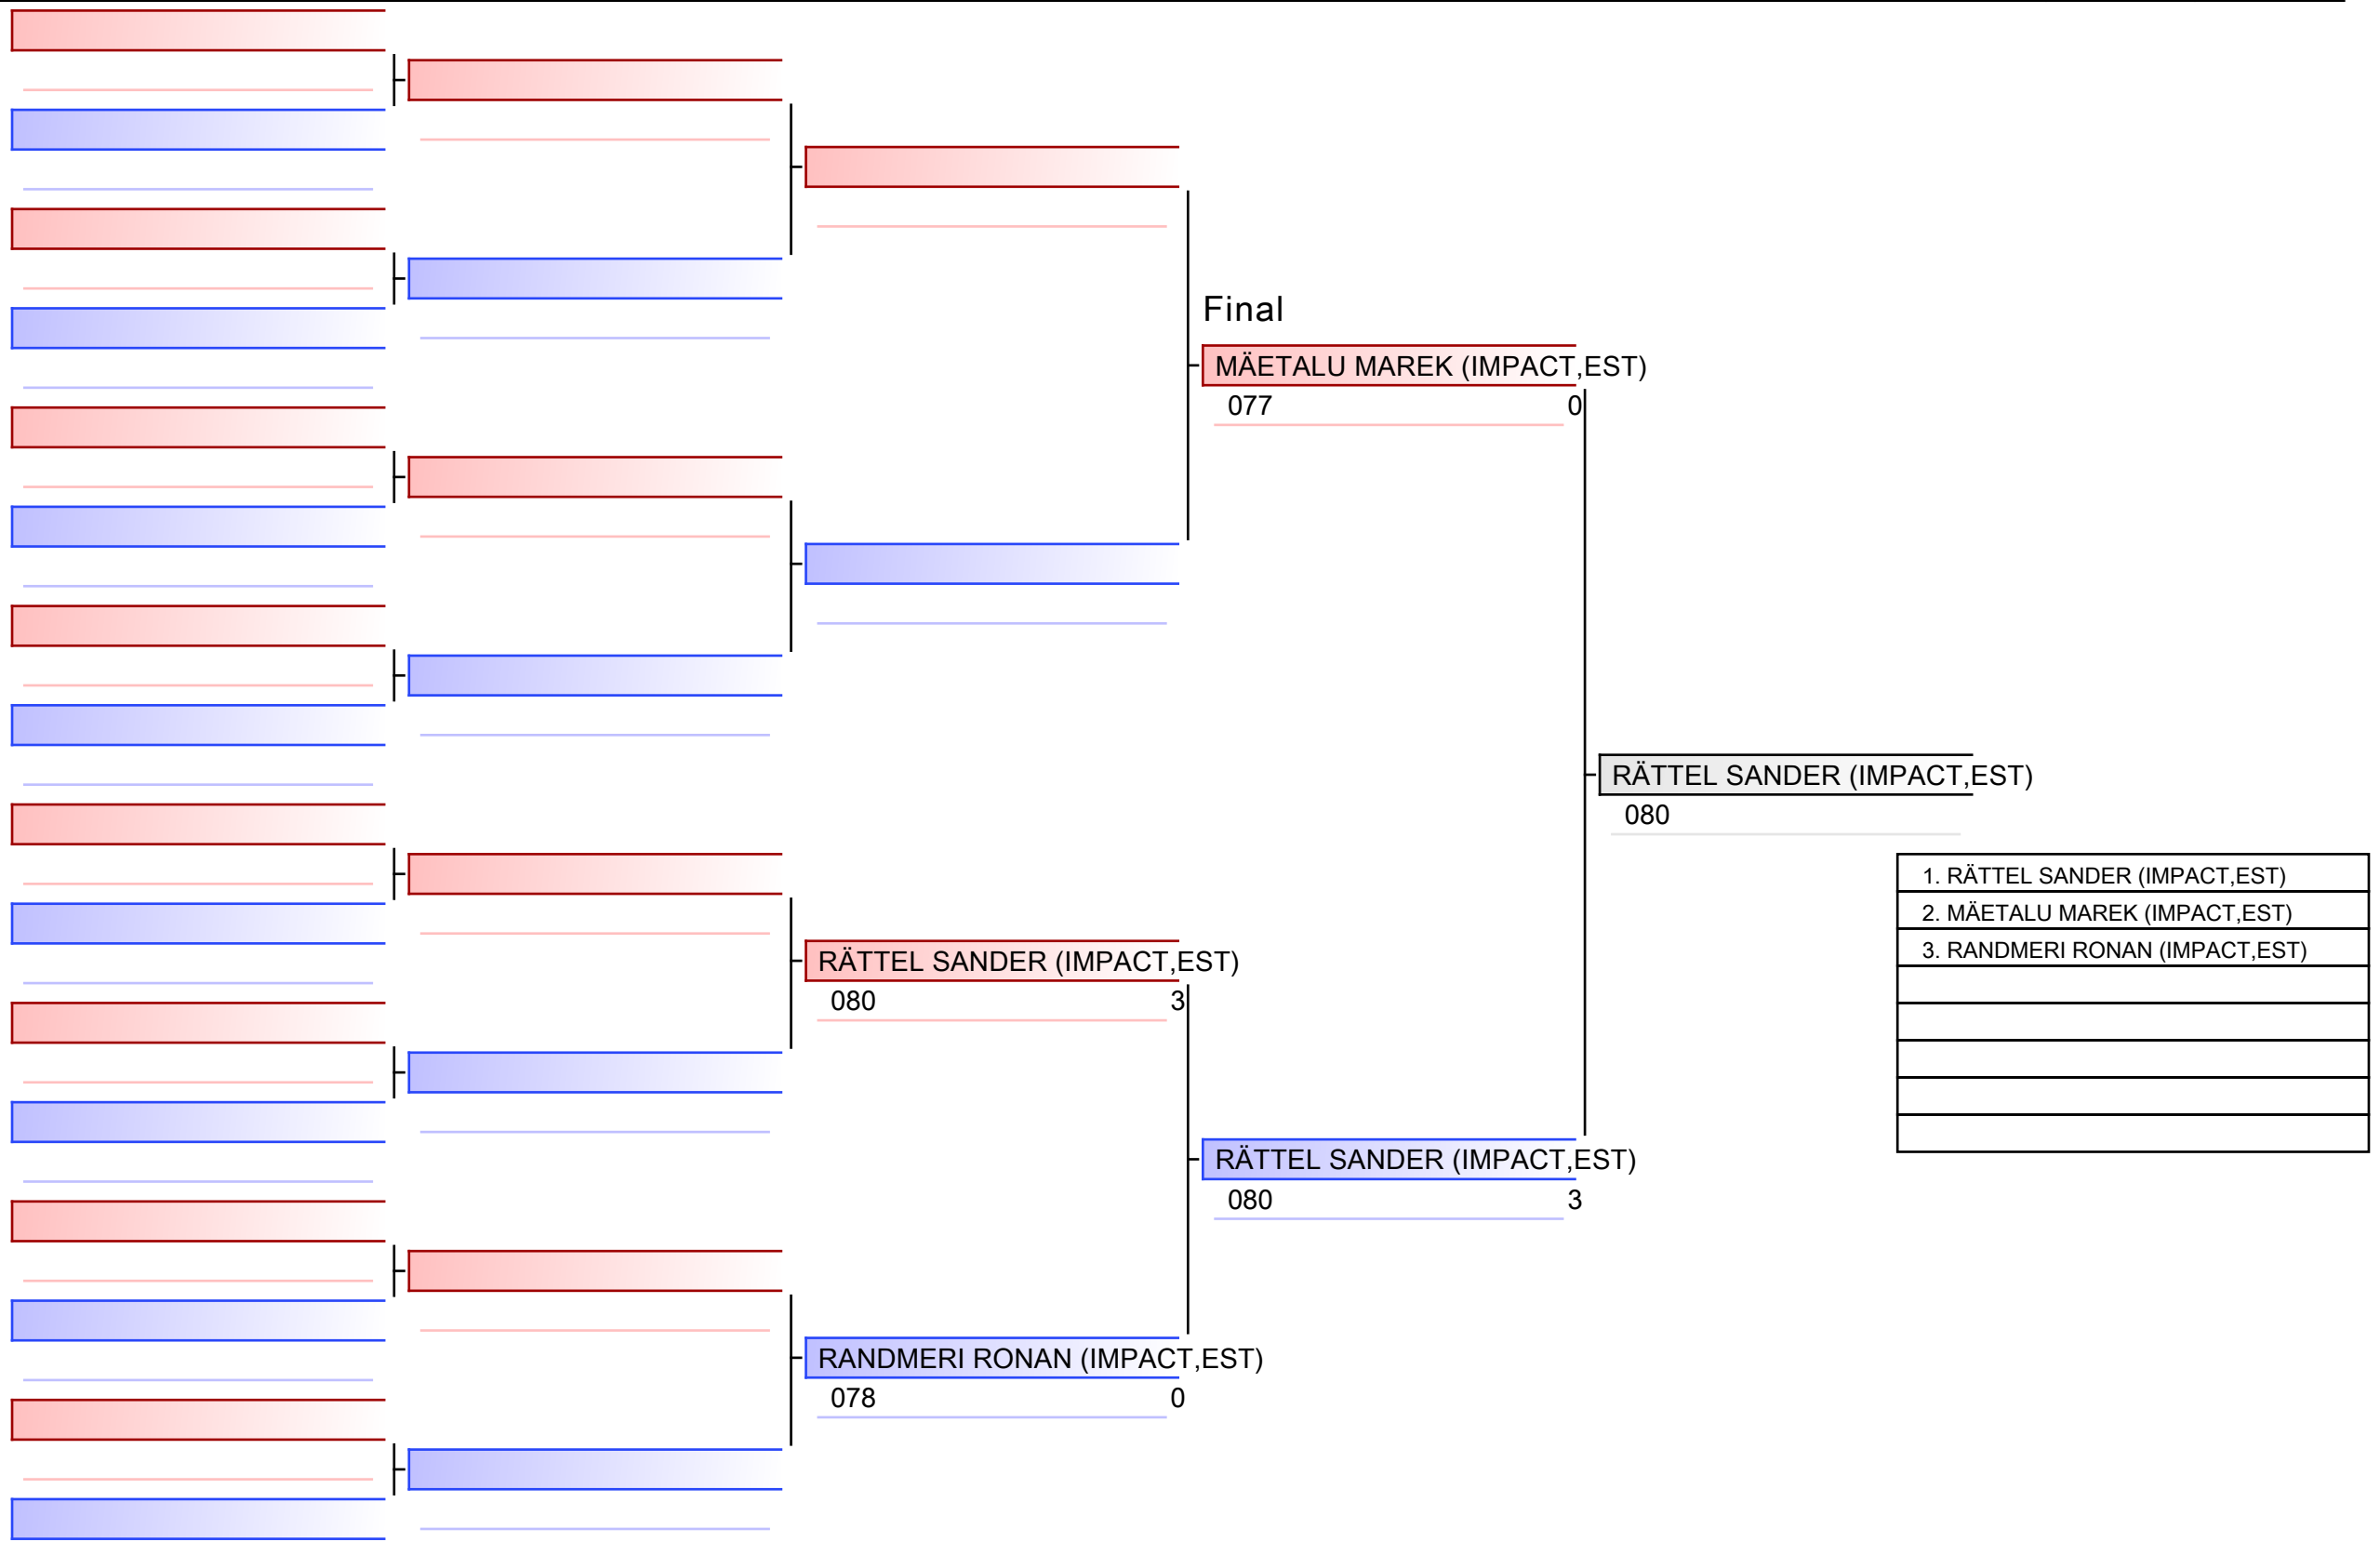 Final
MÄETALU MAREK (IMPACT,EST)
077 0
RÄTTEL SANDER (IMPACT,EST)
080
1. RÄTTEL SANDER (IMPACT,EST)
2. MÄETALU MAREK (IMPACT,EST)
3. RANDMERI RONAN (IMPACT,EST)
RÄTTEL SANDER (IMPACT,EST)
080 3
RÄTTEL SANDER (IMPACT,EST)
080 3
RANDMERI RONAN (IMPACT,EST)
078 0